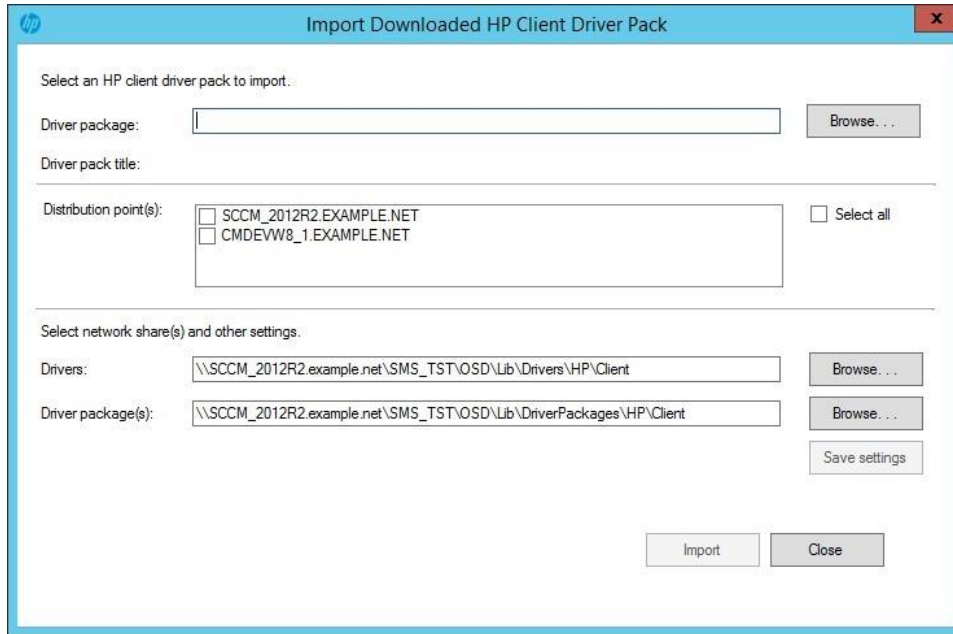 hp
Import Downloaded HP Client Driver Pack
x
Select an HP client driver pack to import.
Driver package:
Browse. . .
Driver pack title:
Distribution point(s):
SCCM_2012R2.EXAMPLE.NET
Select all
CMDEVW8_1.EXAMPLE.NET
Select network share(s) and other settings.
Drivers:
\\SCCM_2012R2.example.net\SMS_TST\OSD\Lib\Drivers\HP\Client
Browse. . .
Driver package(s):
\\SCCM_2012R2.example.net\SMS_TST\OSD\Lib\DriverPackages\HP\Client
Browse. . .
Save settings
Import
Close